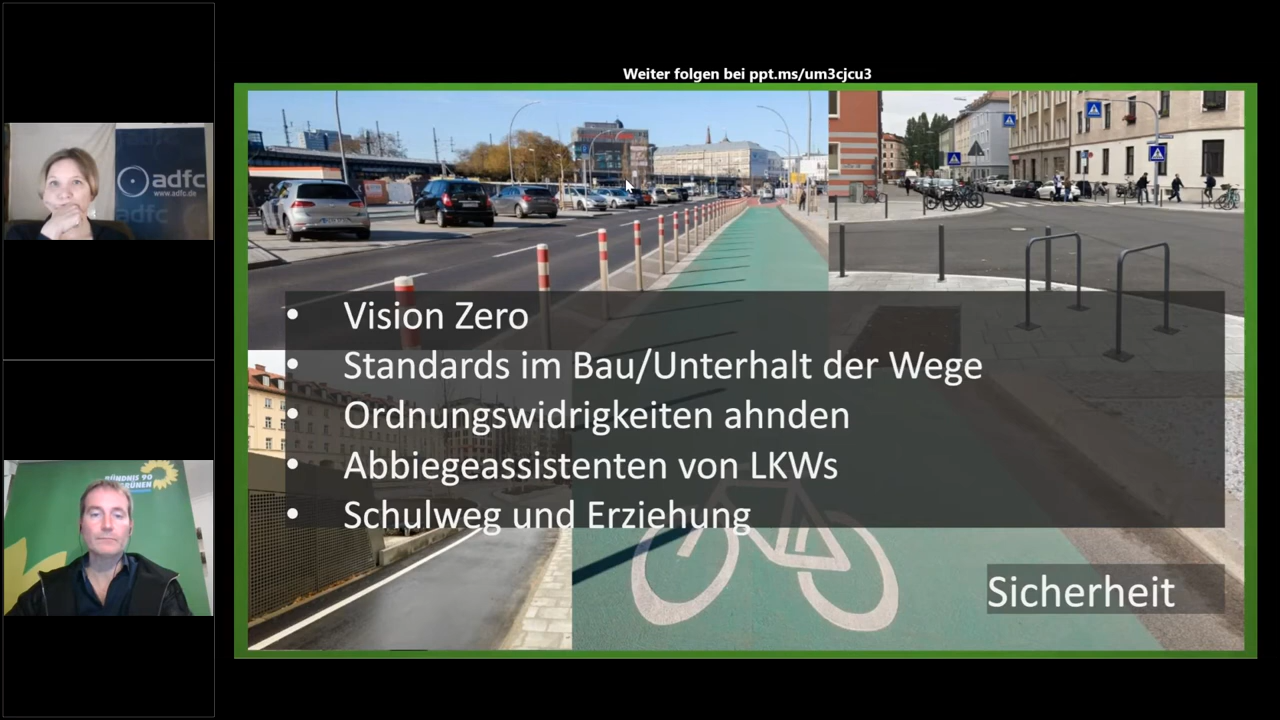 Weiter folgen bei ppt.ms/um3cjcu3
adfc
www.adfc.de
adfc
BÜNDNIS 90
GRÜNEN
• Vision Zero
• Standards im Bau/Unterhalt der Wege
• Ordnungswidrigkeiten ahnden
• Abbiegeassistenten von LKWs
• Schulweg und Erziehung
Sicherheit